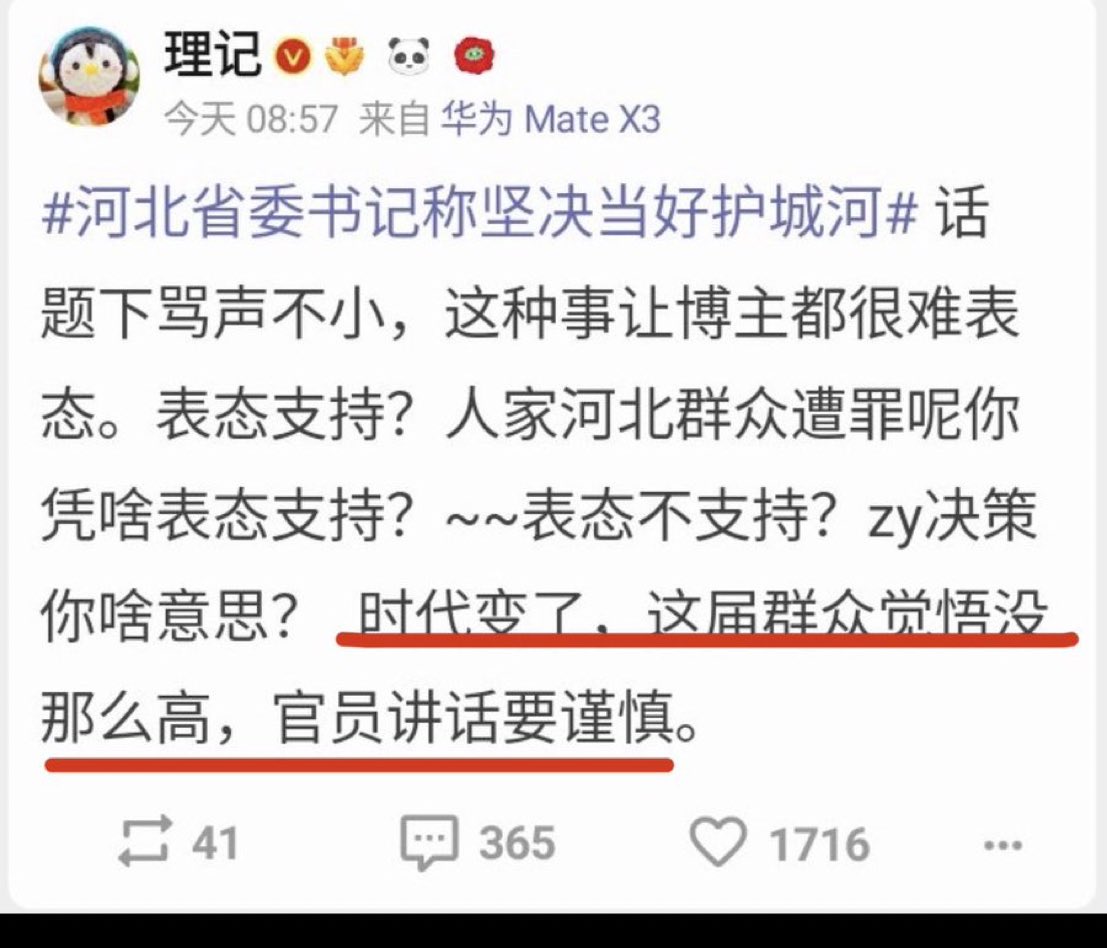 理记
今天 08:57 来自 华为 Mate X3
#河北省委书记称坚决当好护城河# 话
题下骂声不小，这种事让博主都很难表
态。表态支持？人家河北群众遭罪呢你
凭啥表态支持？~~表态不支持？zy决策
你啥意思？ 时代变了，这届群众觉悟没
那么高，官员讲话要谨慎。
41 365 1716